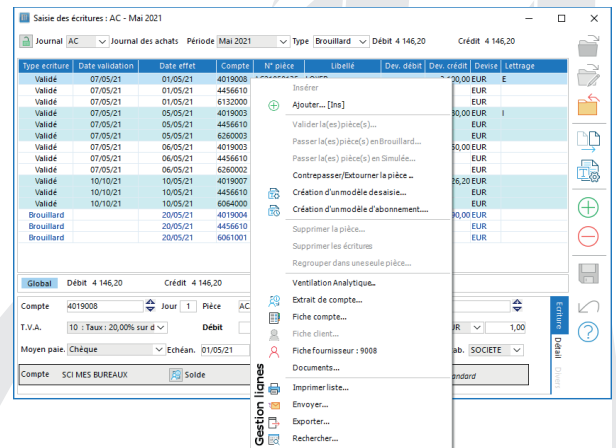 Saisie des écritures : AC - Mai 2021
Journal AC Journal des achats Période Mai 2021 Type Brouillard Débit 4 146,20 Crédit 4 146,20
Type ecriture Date validation Date effet Compte N° pièce Libellé Dev. débit Dev. crédit Devise Lettrage
Validé 07/05/21 01/05/21 4019008 EUR E
Validé 07/05/21 01/05/21 4456610 EUR
Validé 07/05/21 01/05/21 6132000 EUR
Validé 07/05/21 05/05/21 4019003 30,00 EUR I
Validé 07/05/21 05/05/21 4456610 EUR
Validé 07/05/21 05/05/21 6260003 EUR
Validé 07/05/21 06/05/21 4019003 50,00 EUR
Validé 07/05/21 06/05/21 4456610 EUR
Validé 07/05/21 06/05/21 6260002 EUR
Validé 10/10/21 10/05/21 4019007 26,20 EUR
Validé 10/10/21 10/05/21 4456610 EUR
Validé 10/10/21 10/05/21 6064000 EUR
Brouillard 20/05/21 4019004 90,00 EUR
Brouillard 20/05/21 4456610 EUR
Brouillard 20/05/21 6061001 EUR
Insérer
Ajouter... [Ins]
Valider la(es) pièce(s)...
Passer la(es) pièce(s) en Brouillard...
Passer la(es) pièce(s) en Simulée...
Contrepasser/Extourner la pièce ..
Création d'un modèle de saisie...
Création d'un modèle d'abonnement....
Supprimer la pièce...
Supprimer les écritures
Regrouper dans une seule pièce...
Ventilation Analytique..
Extrait de compte...
Fiche compte...
Fiche client...
Fiche fournisseur : 9008
Documents...
Imprimer liste...
Envoyer...
Exporter...
Rechercher...
Gestion lignes
Global Débit 4 146,20 Crédit 4 146,20
Compte 4019008 Jour 1 Pièce AC
T.V.A. 10 : Taux : 20,00% sur d Débit UR 1,00
Moyen paie. Chèque Echéan. 01/05/21 ab. SOCIETE
Compte SCI MES BUREAUX Solde andard
Ecriture
Détail
Divers